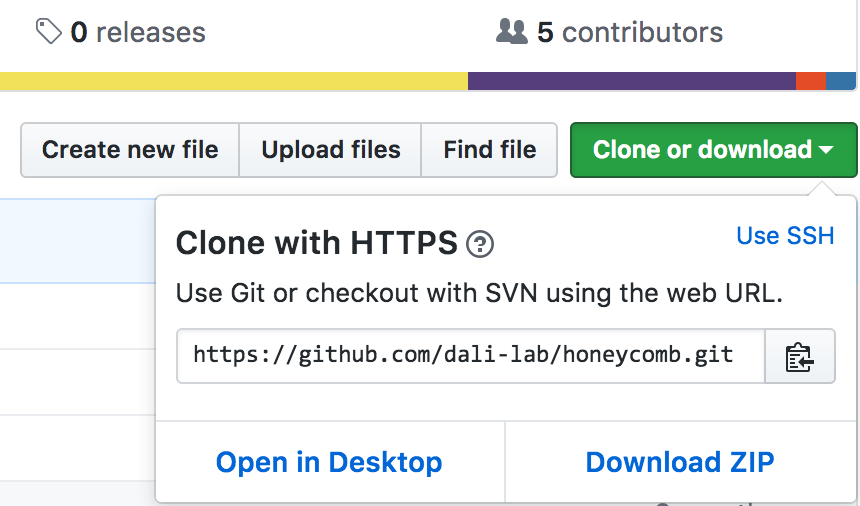 0 releases
5 contributors
Create new file
Upload files
Find file
Clone or download
Clone with HTTPS ?
Use SSH
Use Git or checkout with SVN using the web URL.
https://github.com/dali-lab/honeycomb.git
Open in Desktop
Download ZIP